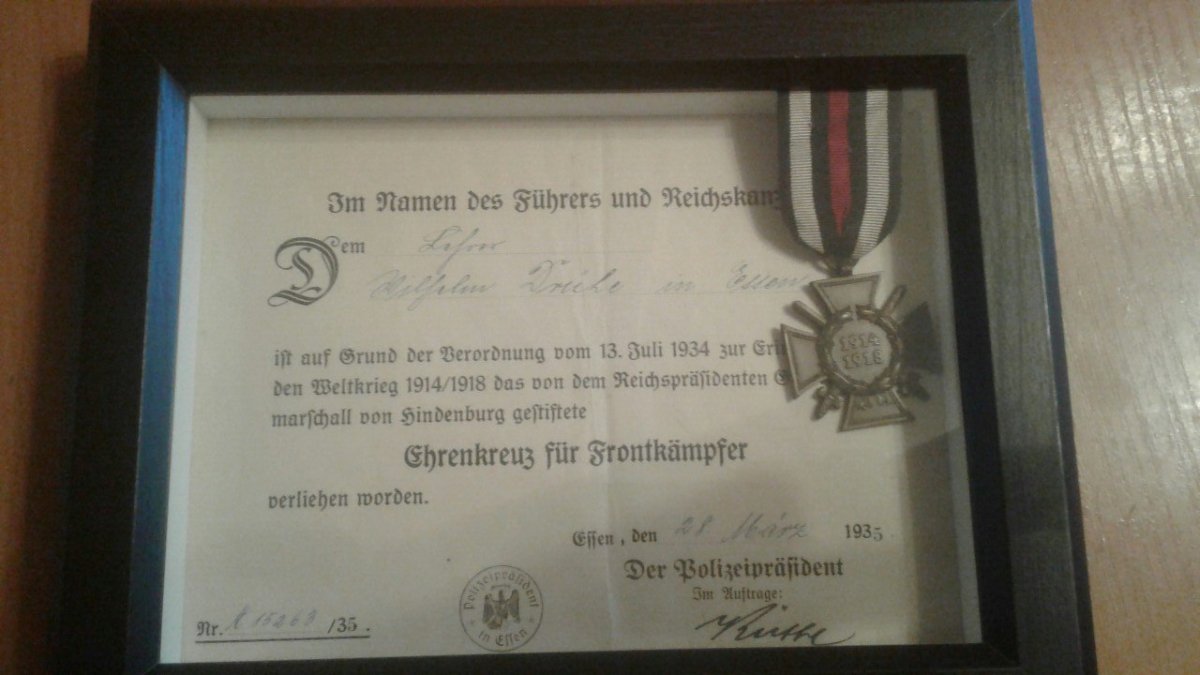 Im Namen des Führers und Reichskanz
Dem Lehrer
Wilhelm in Essen
ist auf Grund der Verordnung vom 13. Juli 1934 zur Erin
den Weltkrieg 1914/1918 das von dem Reichspräsidenten G
marschall von Hindenburg gestiftete
Ehrenkreuz für Frontkämpfer
verliehen worden.
Essen, den 28 März 1935
Der Polizeipräsident
Im Auftrage:
Nr. /35.
Polizeipräsident
in Essen
1914
1918